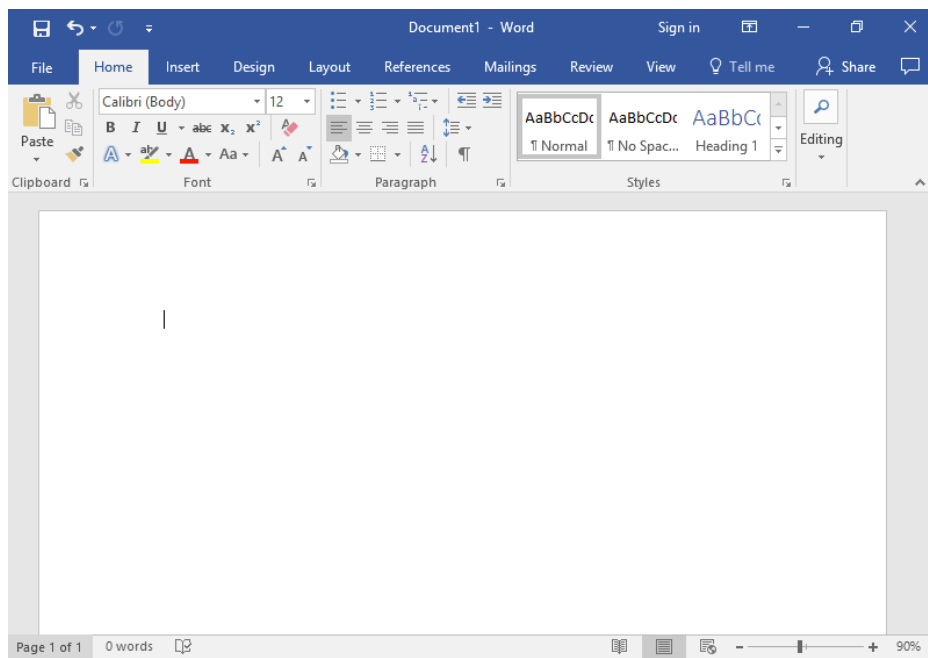 Document1 - Word Sign in
File Home Insert Design Layout References Mailings Review View Tell me Share
Calibri (Body) 12
Paste
B I U abc X₂ X² 
A aby A Aa A A
AaBbCcDc AaBbCcDc AaBbC
¶ Normal ¶ No Spac... Heading 1
Editing
Clipboard Font Paragraph Styles
Page 1 of 1 0 words 90%